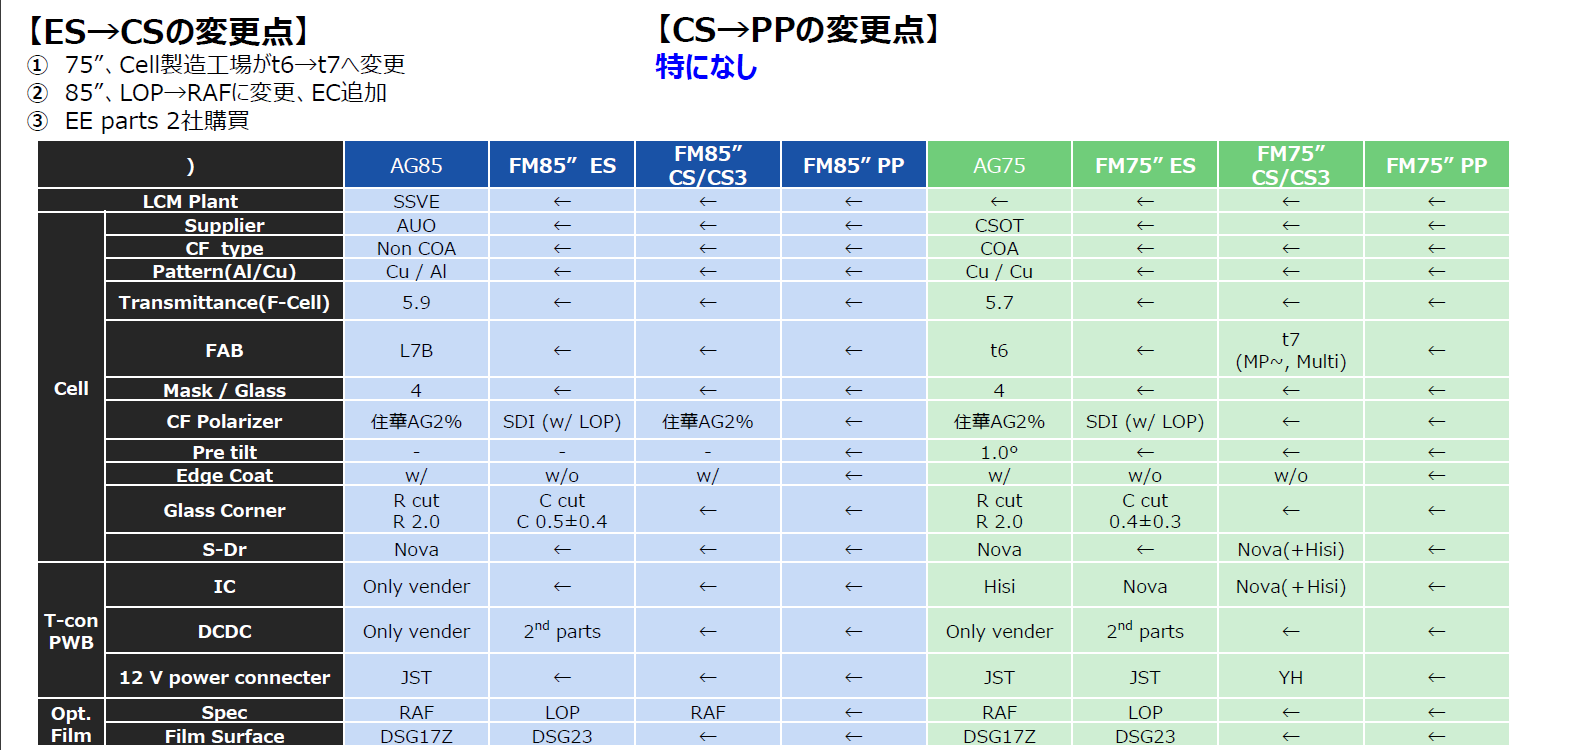 【ES→CSの変更点】
① 75”、Cell製造工場がt6→t7へ変更
② 85”、LOP→RAFに変更、EC追加
③ EE parts 2社購買
【CS→PPの変更点】
特になし
) AG85 FM85” ES FM85” CS/CS3 FM85” PP AG75 FM75” ES FM75” CS/CS3 FM75” PP
LCM Plant SSVE ← ← ← ← ← ← ←
Cell
Supplier AUO ← ← ← CSOT ← ← ←
CF type Non COA ← ← ← COA ← ← ←
Pattern(Al/Cu) Cu / Al ← ← ← Cu / Cu ← ← ←
Transmittance(F-Cell) 5.9 ← ← ← 5.7 ← ← ←
FAB L7B ← ← ← t6 ← t7 (MP~, Multi) ←
Mask / Glass 4 ← ← ← 4 ← ← ←
CF Polarizer 住華AG2% SDI (w/ LOP) 住華AG2% ← 住華AG2% SDI (w/ LOP) ← ←
Pre tilt - - - ← 1.0° ← ← ←
Edge Coat w/ w/o w/ ← w/ w/o w/o ←
Glass Corner R cut R 2.0 C cut C 0.5±0.4 ← ← R cut R 2.0 C cut 0.4±0.3 ← ←
S-Dr Nova ← ← ← Nova ← Nova(+Hisi) ←
T-con PWB
IC Only vender ← ← ← Hisi Nova Nova(＋Hisi) ←
DCDC Only vender 2nd parts ← ← Only vender 2nd parts ← ←
12 V power connecter JST ← ← ← JST JST YH ←
Opt. Film
Spec RAF LOP RAF ← RAF LOP ← ←
Film Surface DSG17Z DSG23 ← ← DSG17Z DSG23 ← ←